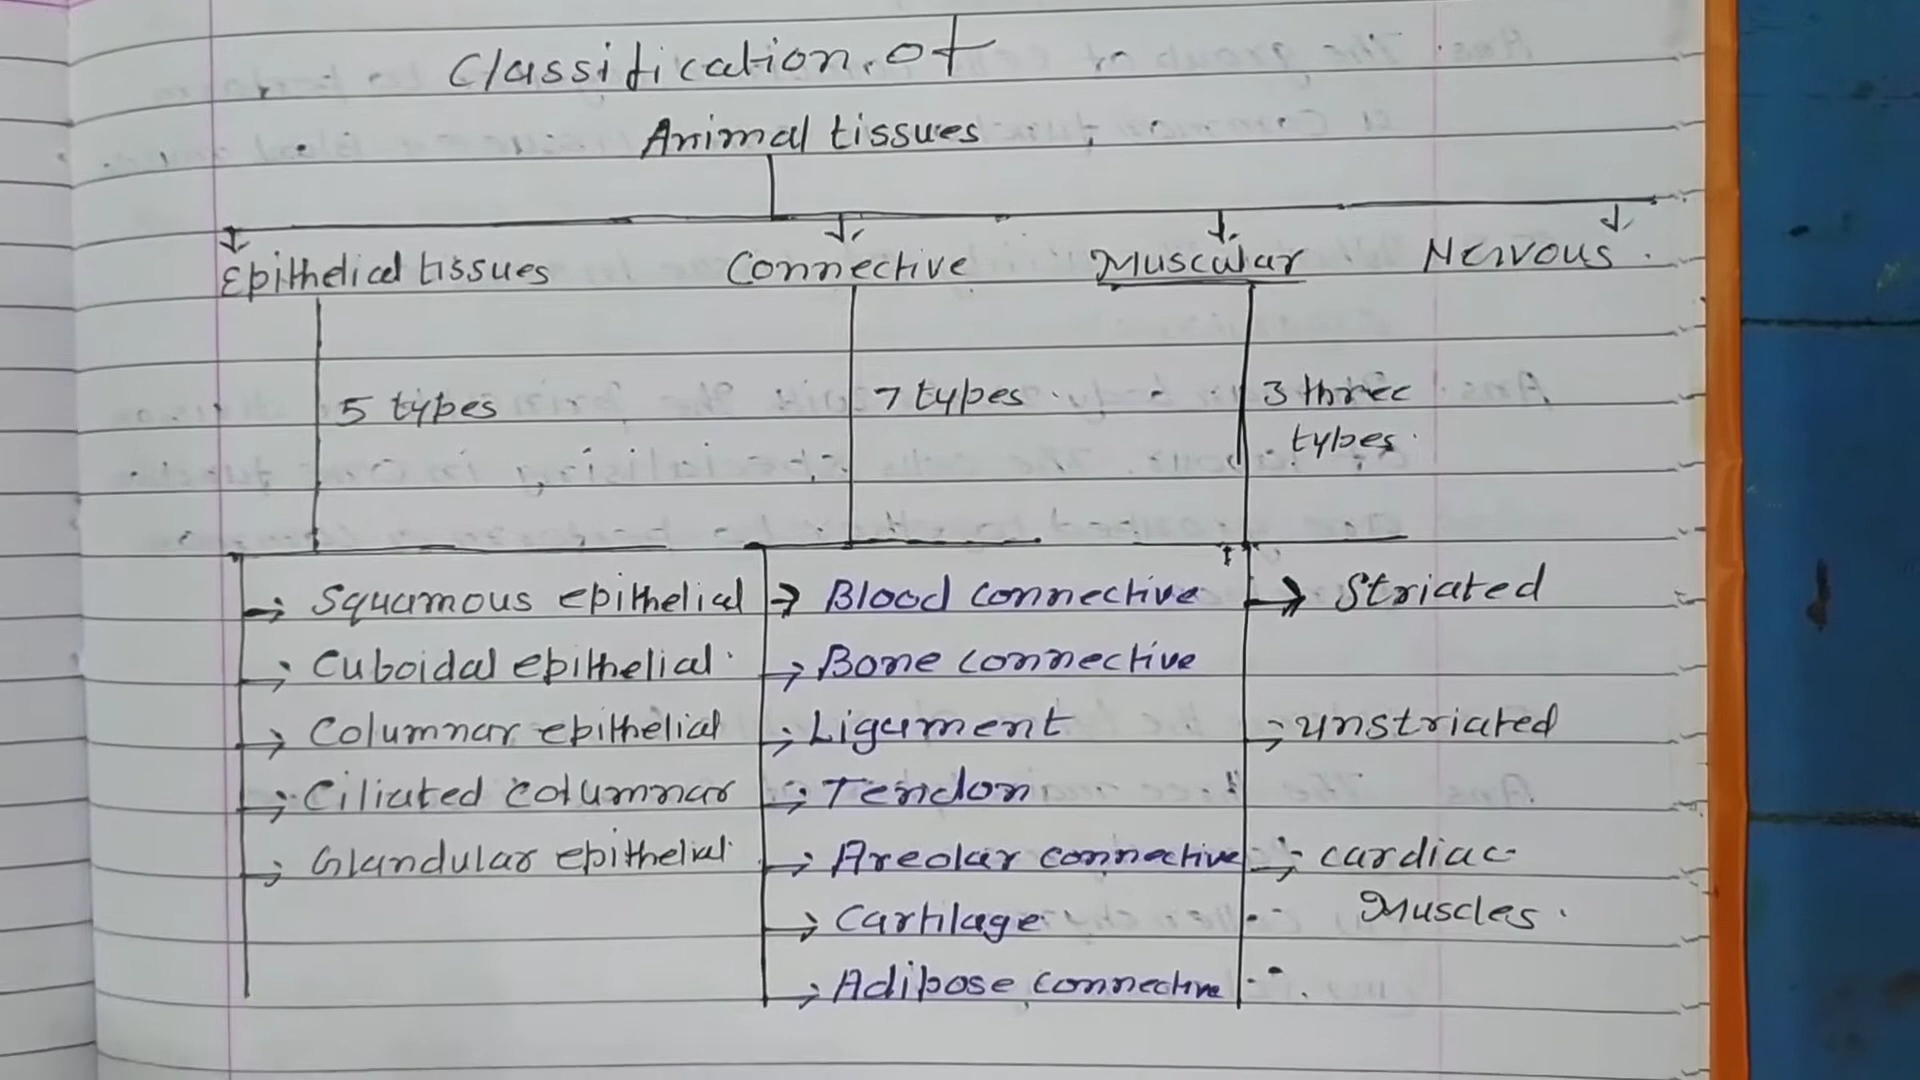 Classification of
Animal tissues
Epithelial tissues Connective Muscular Nervous.
5 types 7 types. 3 three
types.
Squamous epithelial Blood connective Striated
Cuboidal epithelial. Bone connective
Columnar epithelial Ligament unstriated
Ciliated columnar Tendon
Glandular epithelial. Areolar connective cardiac
Cartilage Muscles.
Adipose connective